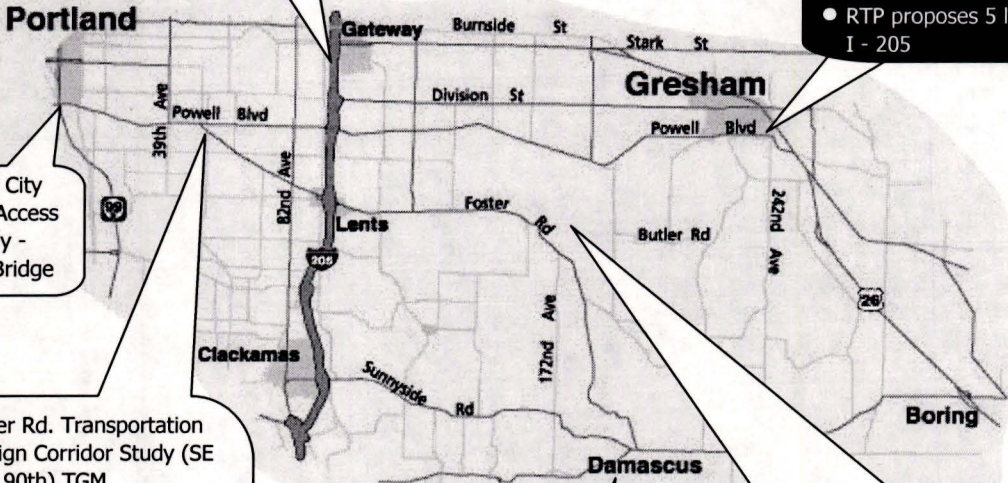 Portland
Gateway
Burnside St
Stark St
● RTP proposes 5
I - 205
Gresham
Division St
39th Ave
Powell Blvd
Powell Blvd
82nd Ave
City
Access
y -
Bridge
99
Lents
Foster Rd
Butler Rd
242nd Ave
205
26
172nd Ave
Clackamas
Sunnyside Rd
er Rd. Transportation
ign Corridor Study (SE
90th) TGM
Boring
Damascus